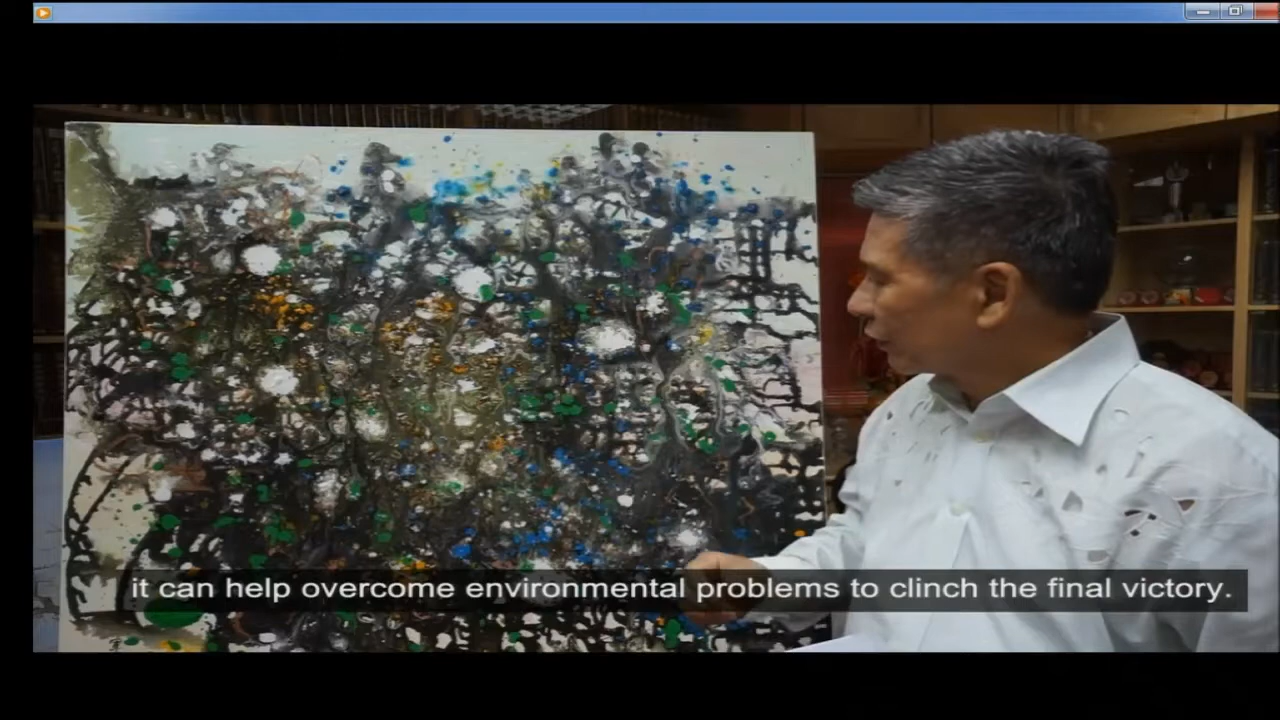 it can help overcome environmental problems to clinch the final victory.